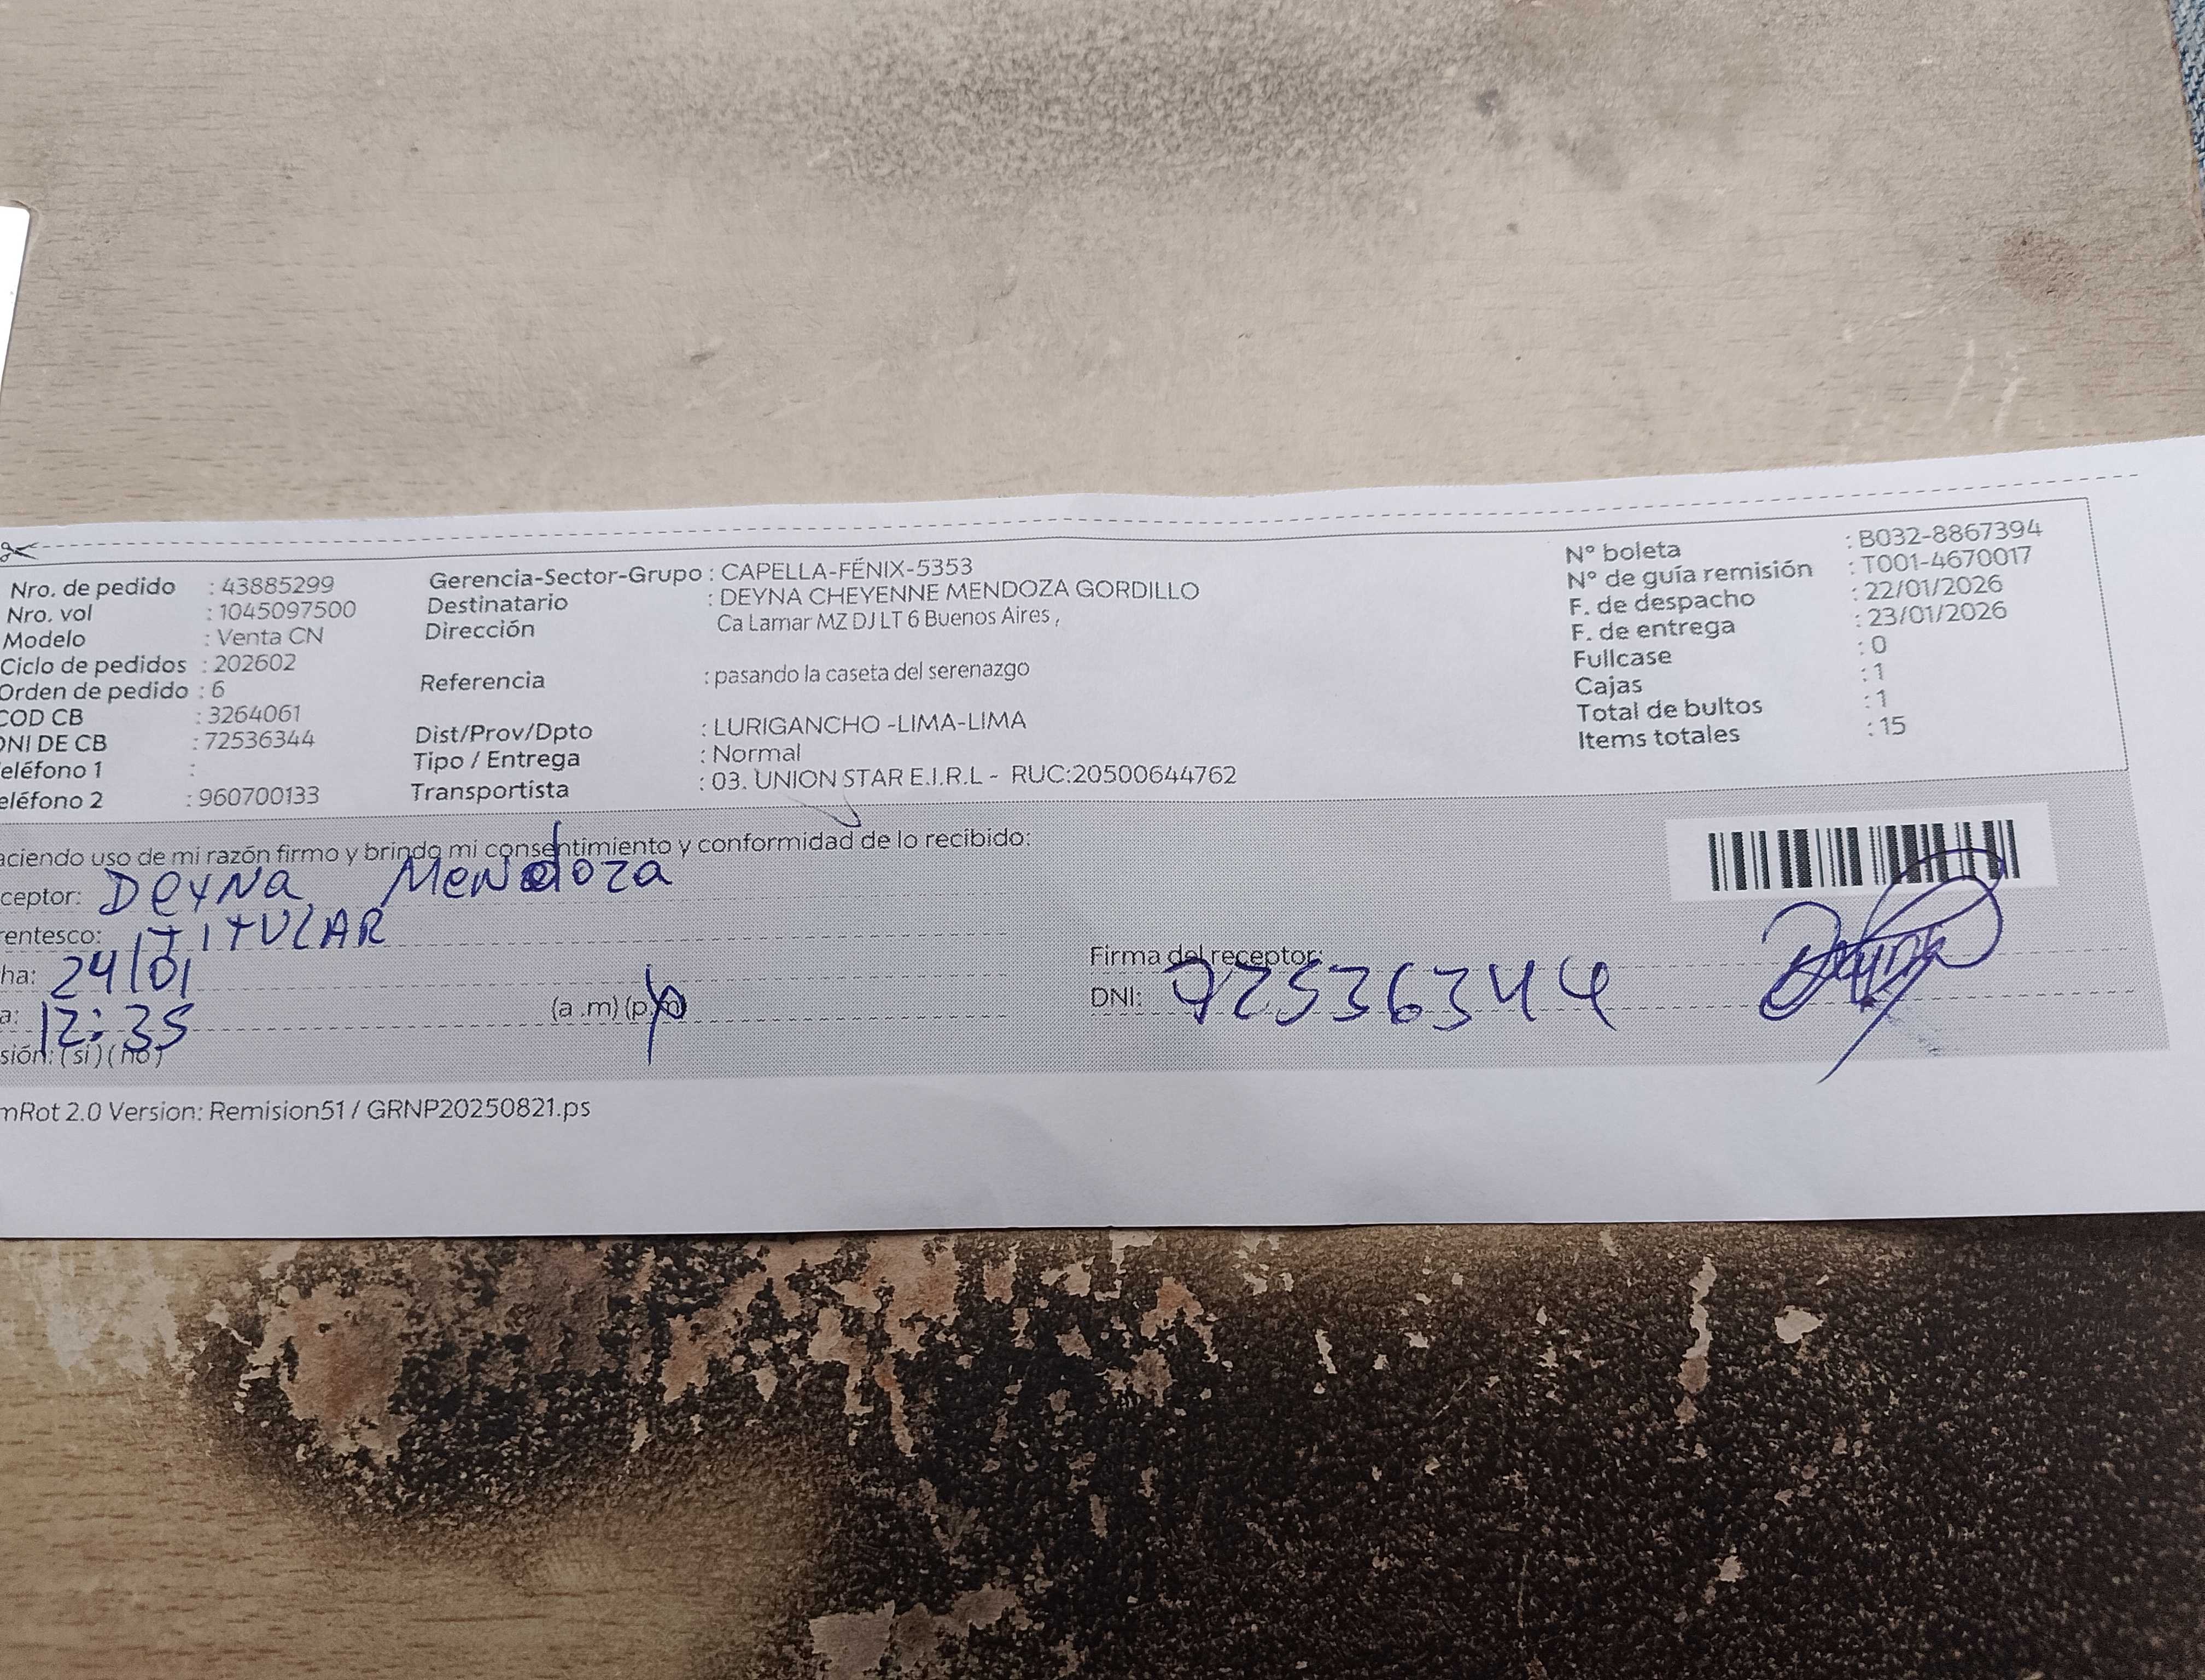 Nro. de pedido : 43885299
Nro. vol : 1045097500
Modelo : Venta CN
Ciclo de pedidos : 202602
Orden de pedido : 6
COD CB : 3264061
DNI DE CB : 72536344
eléfono 1 :
eléfono 2 : 960700133
Gerencia-Sector-Grupo : CAPELLA-FÉNIX-5353
Destinatario : DEYNA CHEYENNE MENDOZA GORDILLO
Dirección Ca Lamar MZ DJ LT 6 Buenos Aires ,
Referencia : pasando la caseta del serenazgo
Dist/Prov/Dpto : LURIGANCHO -LIMA-LIMA
Tipo / Entrega : Normal
Transportista : 03. UNION STAR E.I.R.L - RUC:20500644762
N° boleta : B032-8867394
N° de guía remisión : T001-4670017
F. de despacho : 22/01/2026
F. de entrega : 23/01/2026
Fullcase : 0
Cajas : 1
Total de bultos : 1
Items totales : 15
aciendo uso de mi razón firmo y brindo mi consentimiento y conformidad de lo recibido:
ceptor: Deyna Mendoza
rentesco: TITULAR
ha: 24/01
a: 12:35 (a .m) (p.m)
sión: ( si ) ( no )
Firma del receptor:
DNI: 72536344
mRot 2.0 Version: Remision51 / GRNP20250821.ps